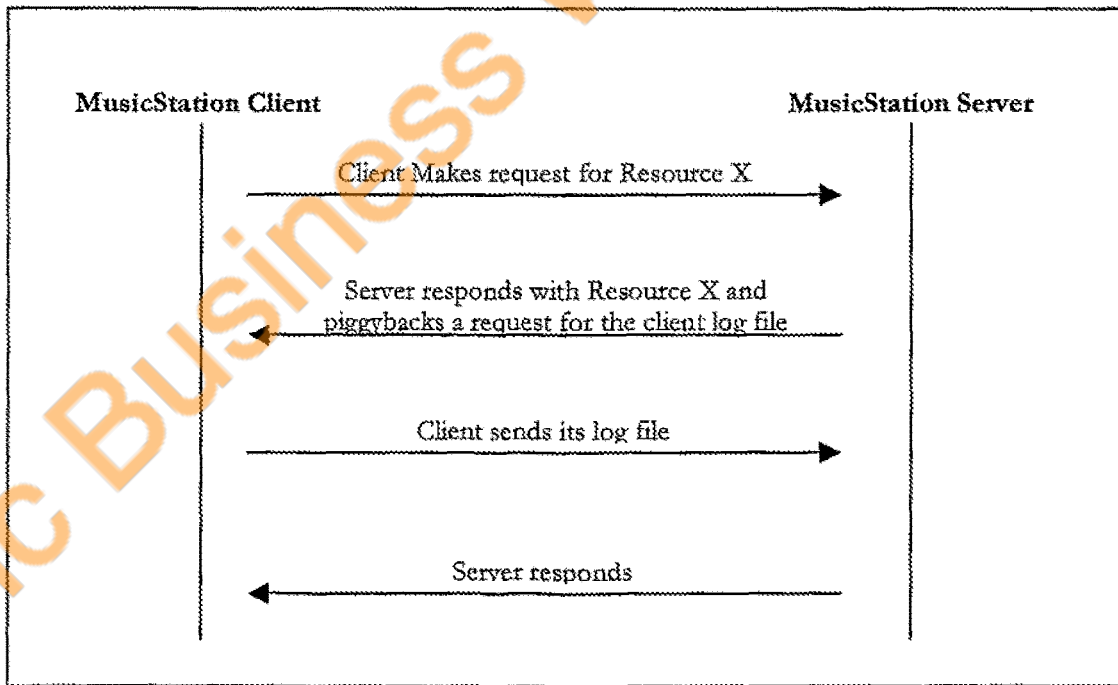 MusicStation Client
MusicStation Server
Client Makes request for Resource X
Server responds with Resource X and
piggybacks a request for the client log file
Client sends its log file
Server responds
c Business